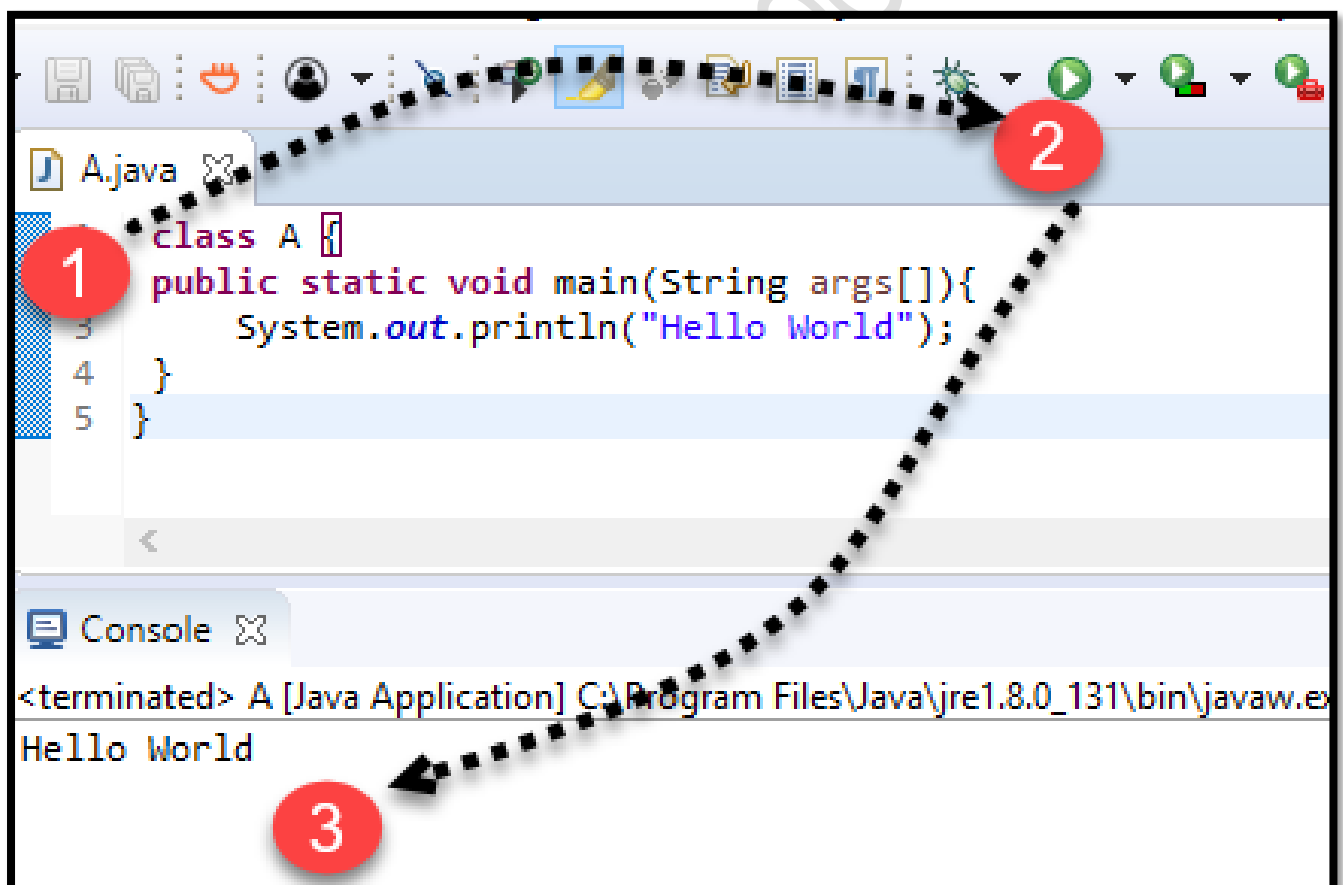 A.java
2
class A {
1
public static void main(String args[]){
3 System.out.println("Hello World");
4 }
5 }
Console
<terminated> A [Java Application] C:\Program Files\Java\jre1.8.0_131\bin\javaw.ex
Hello World
3